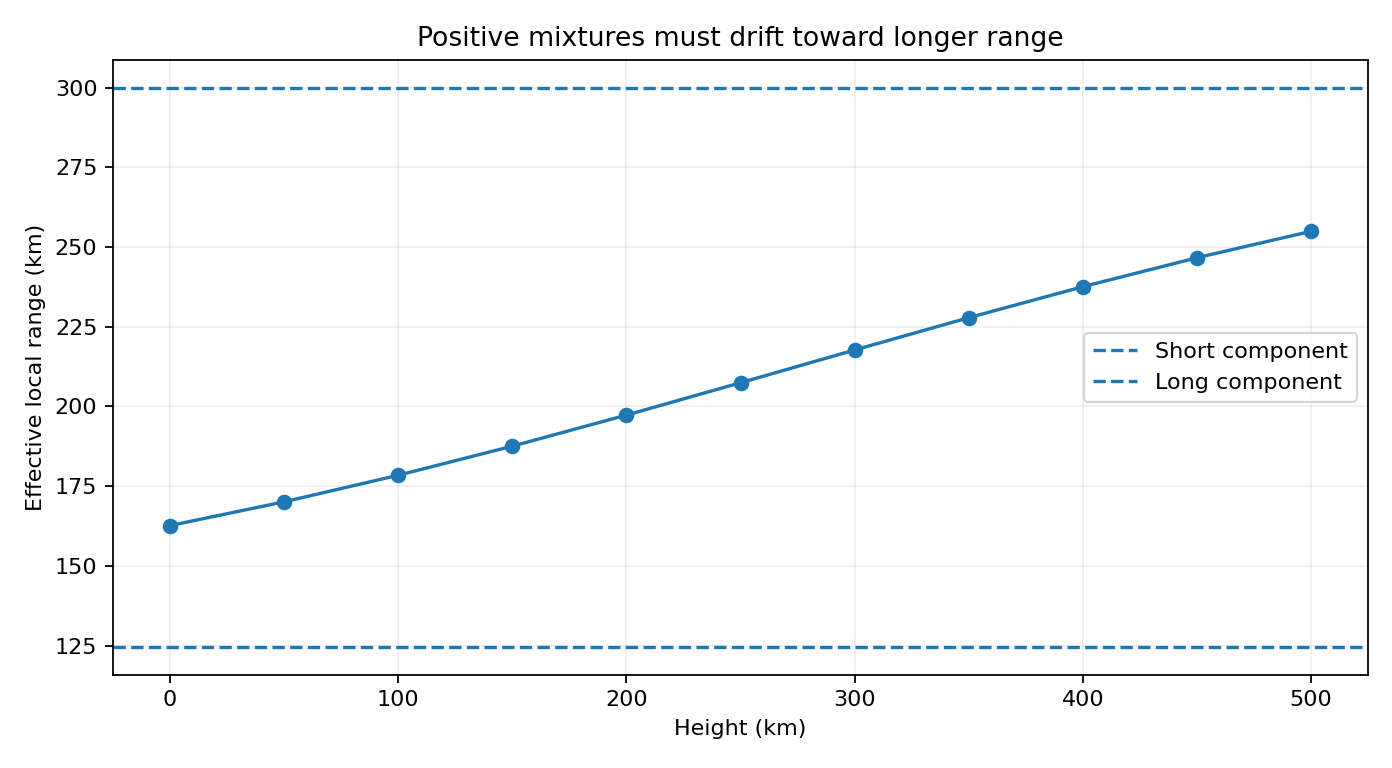 Positive mixtures must drift toward longer range
Effective local range (km)
300
275
250
225
200
175
150
125
Short component
Long component
0 100 200 300 400 500
Height (km)